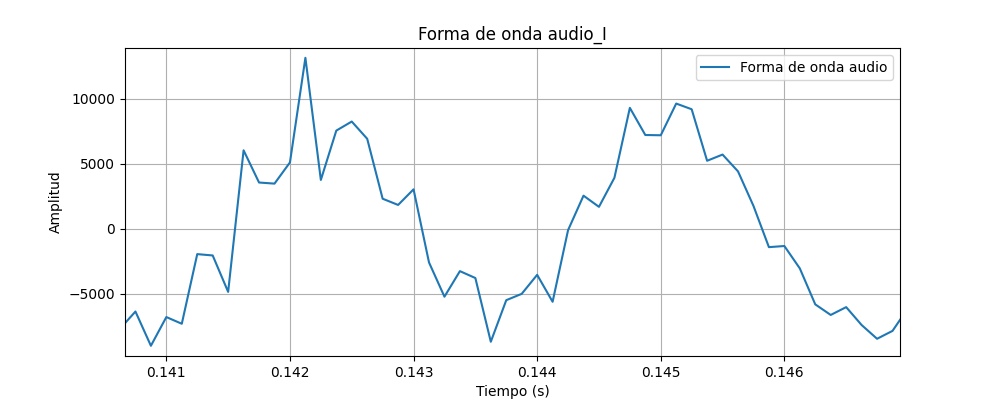 Forma de onda audio_I
Forma de onda audio
Amplitud
10000
5000
0
−5000
0.141 0.142 0.143 0.144 0.145 0.146
Tiempo (s)